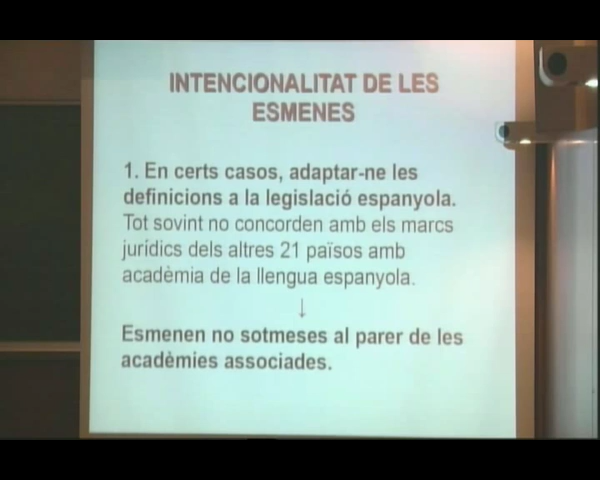 INTENCIONALITAT DE LES
ESMENES
1. En certs casos, adaptar-ne les
definicions a la legislació espanyola.
Tot sovint no concorden amb els marcs
jurídics dels altres 21 països amb
acadèmia de la llengua espanyola.
↓
Esmenen no sotmeses al parer de les
acadèmies associades.